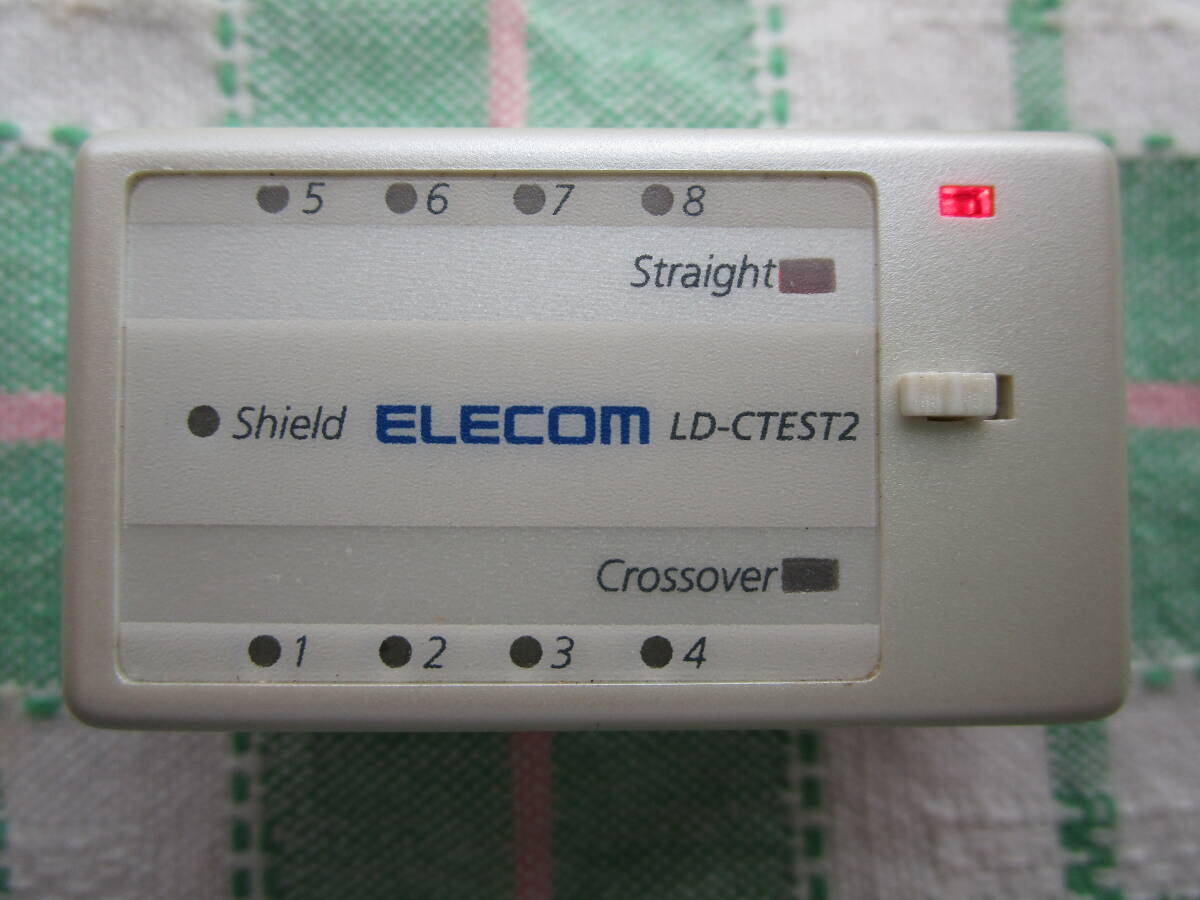 5 6 7 8
Straight
Shield ELECOM LD-CTEST2
Crossover
1 2 3 4